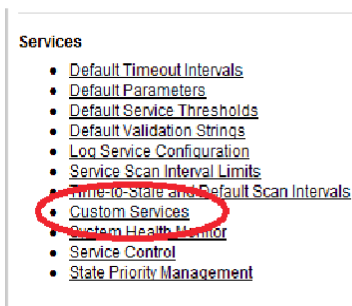 Services
Default Timeout Intervals
Default Parameters
Default Service Thresholds
Default Validation Strings
Log Service Configuration
Service Scan Interval Limits
Time-to-State and Default Scan Intervals
Custom Services
System Health Monitor
Service Control
State Priority Management